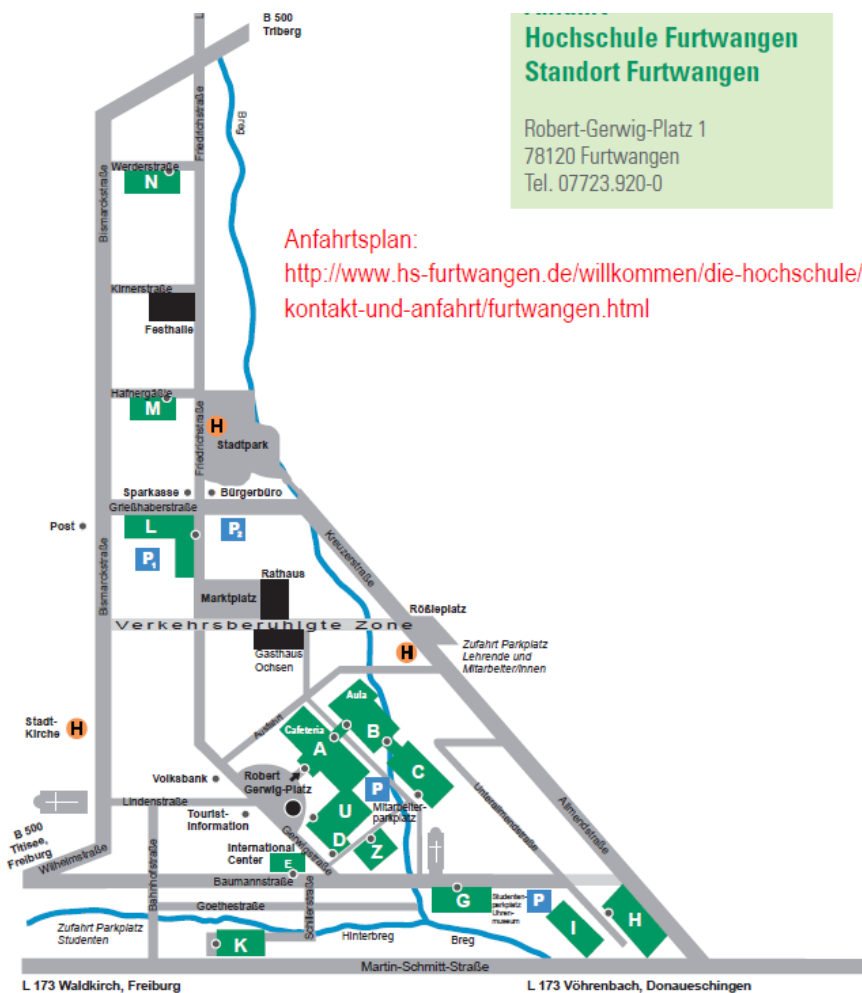 B 500
Triberg
Hochschule Furtwangen
Standort Furtwangen
Robert-Gerwig-Platz 1
78120 Furtwangen
Tel. 07723.920-0
Friedrichstraße
Breg
Bismarckstraße
Werderstraße
N
Anfahrtsplan:
http://www.hs-furtwangen.de/willkommen/die-hochschule/
kontakt-und-anfahrt/furtwangen.html
Kirnerstraße
Festhalle
Hafnergäßle
M
Friedrichstraße
H
Stadtpark
Sparkasse
Bürgerbüro
Grieshaberstraße
Post
L
P1
P2
Kreuzerstraße
Bismarckstraße
Rathaus
Marktplatz
Rößleplatz
Verkehrsberuhigte Zone
Gasthaus
Ochsen
H
Zufahrt Parkplatz
Lehrende und
Mitarbeiter/innen
Aula
Stadt-
Kirche
H
Ausfahrt
Cafeteria
B
A
C
Volksbank
Robert
Gerwig-Platz
P
Mitarbeiter-
parkplatz
Unterallmendstraße
Allmendstraße
Lindenstraße
Tourist-
Information
U
D
Z
Gerwigstraße
B 500
Titisee,
Freiburg
Wilhelmstraße
International
Center
E
Baumannstraße
Bahnhofstraße
Goethestraße
Schillerstraße
G
Studenten-
parkplatz
Uhren-
museum
P
I
H
Zufahrt Parkplatz
Studenten
K
Hinterbreg
Breg
Martin-Schmitt-Straße
L 173 Waldkirch, Freiburg
L 173 Vöhrenbach, Donaueschingen